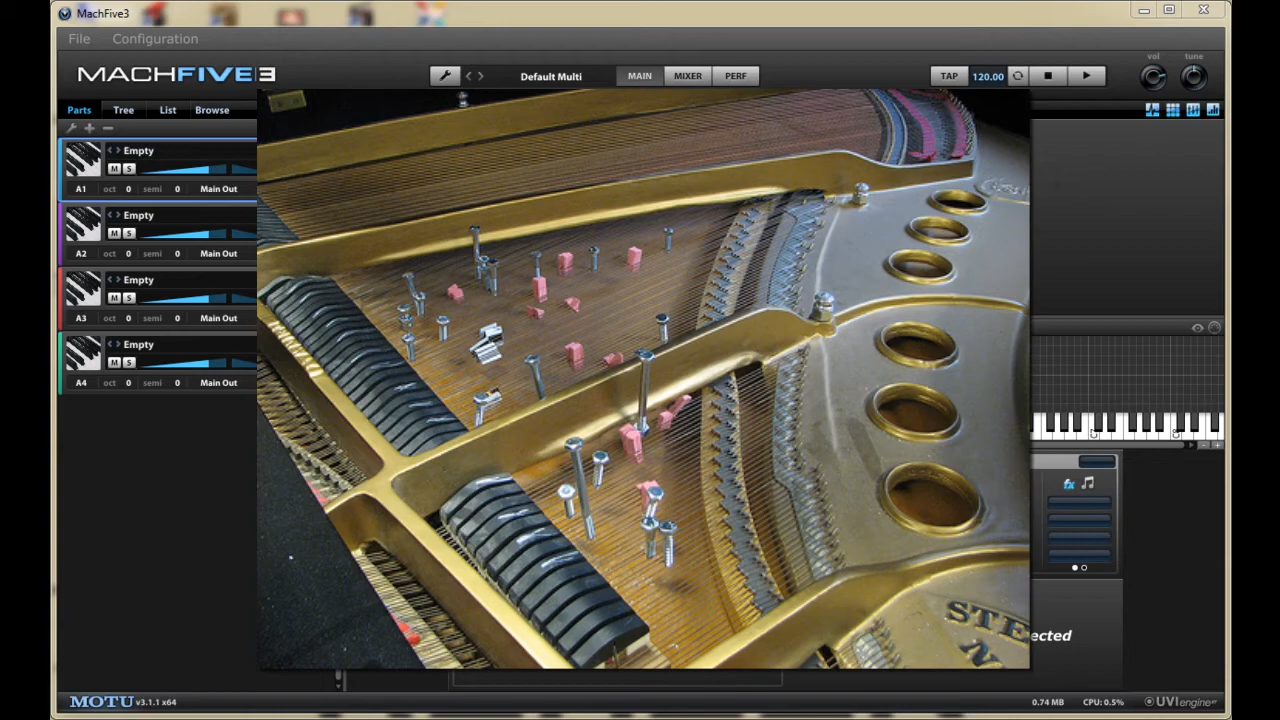 MachFive3
File Configuration
MACHFIVE3
Default Multi
MAIN MIXER PERF
TAP 120.00
vol tune
Parts Tree List Browse
Empty
M S
A1 oct 0 semi 0 Main Out
Empty
M S
A2 oct 0 semi 0 Main Out
Empty
M S
A3 oct 0 semi 0 Main Out
Empty
M S
A4 oct 0 semi 0 Main Out
fx
STE
ected
MOTU v3.1.1 x64
0.74 MB CPU: 0.5% UVIengine